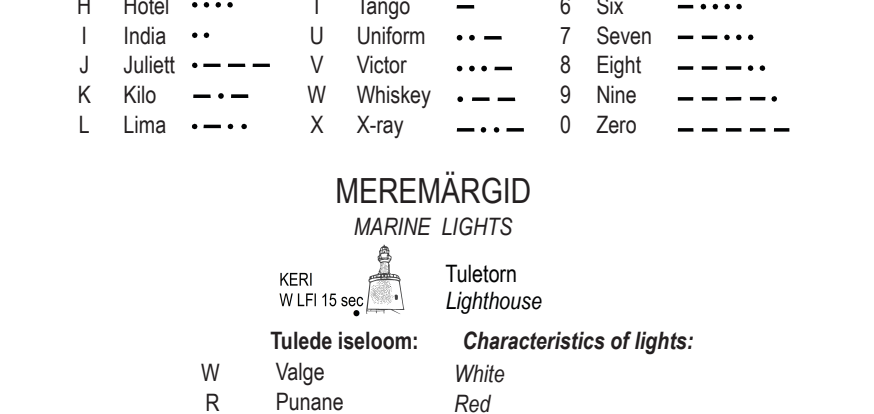 H Hotel •••• T Tango — 6 Six —••••
I India •• U Uniform ••— 7 Seven ——•••
J Juliett •——— V Victor •••— 8 Eight ———••
K Kilo —•— W Whiskey •—— 9 Nine ————•
L Lima •—•• X X-ray —••— 0 Zero —————
MEREMÄRGID
MARINE LIGHTS
KERI
W LFl 15 sec
Tuletorn
Lighthouse
Tulede iseloom: Characteristics of lights:
W Valge White
R Punane Red